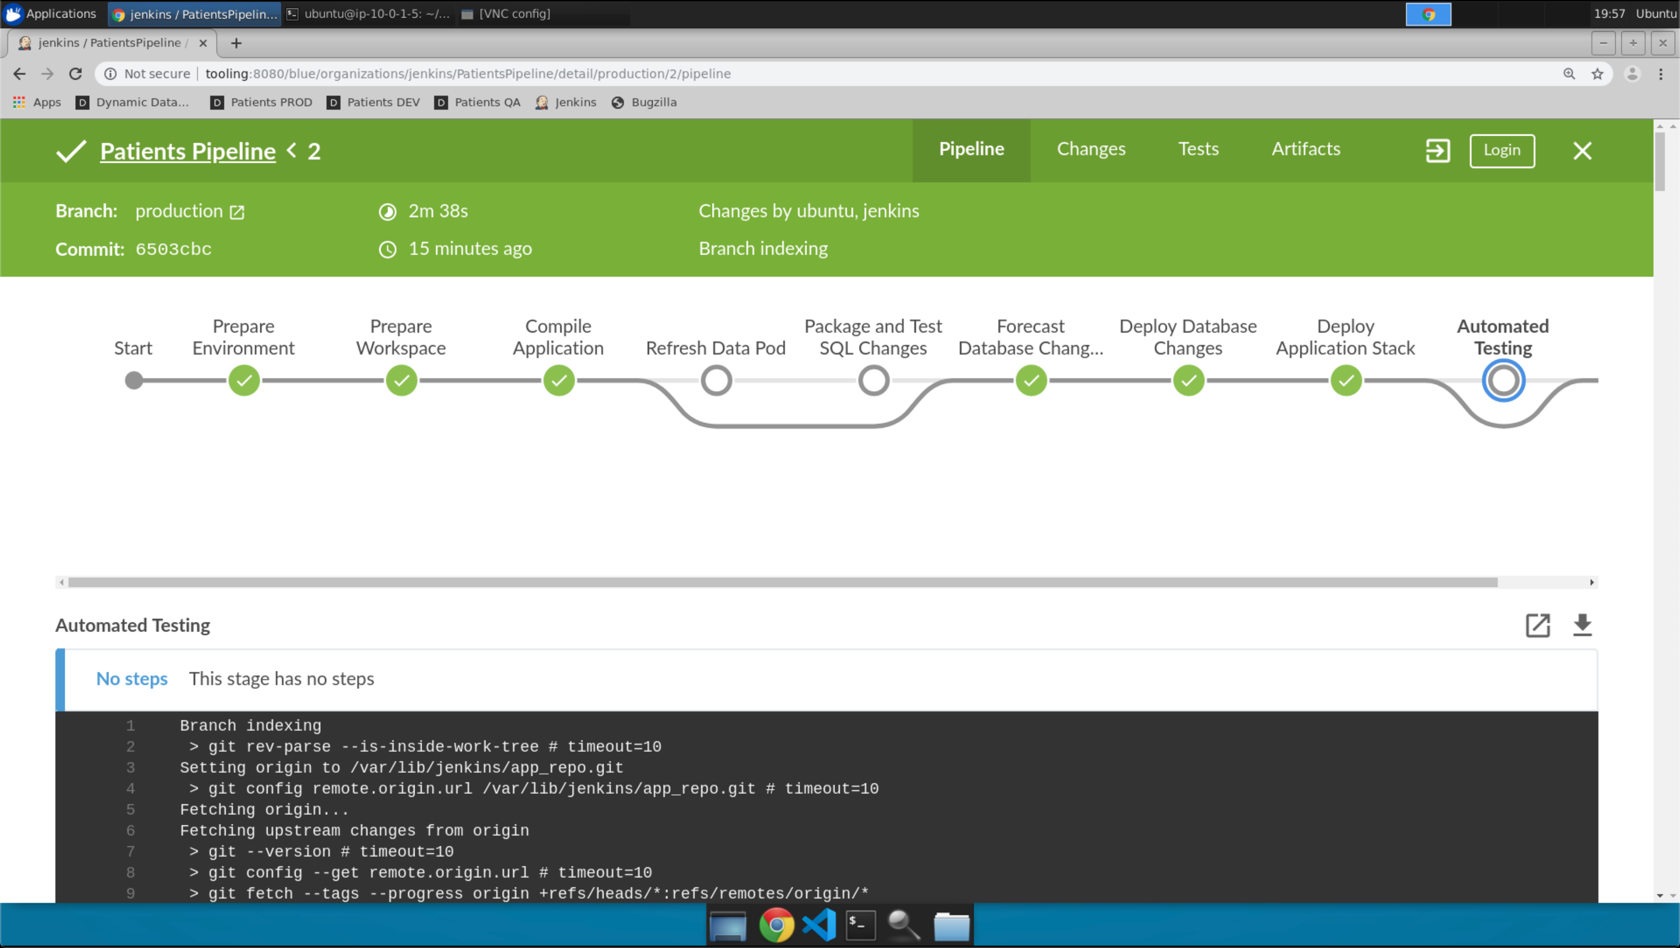 Applications jenkins / PatientsPipelin... ubuntu@ip-10-0-1-5: ~/... [VNC config] 19:57 Ubuntu
jenkins / PatientsPipeline /
Not secure tooling:8080/blue/organizations/jenkins/PatientsPipeline/detail/production/2/pipeline
Apps Dynamic Data... Patients PROD Patients DEV Patients QA Jenkins Bugzilla
Patients Pipeline < 2 Pipeline Changes Tests Artifacts Login
Branch: production 2m 38s Changes by ubuntu, jenkins
Commit: 6503cbc 15 minutes ago Branch indexing
Start
Prepare
Environment
Prepare
Workspace
Compile
Application
Refresh Data Pod
Package and Test
SQL Changes
Forecast
Database Chang...
Deploy Database
Changes
Deploy
Application Stack
Automated
Testing
Automated Testing
No steps This stage has no steps
1 Branch indexing
2 > git rev-parse --is-inside-work-tree # timeout=10
3 Setting origin to /var/lib/jenkins/app_repo.git
4 > git config remote.origin.url /var/lib/jenkins/app_repo.git # timeout=10
5 Fetching origin...
6 Fetching upstream changes from origin
7 > git --version # timeout=10
8 > git config --get remote.origin.url # timeout=10
9 > git fetch --tags --progress origin +refs/heads/*:refs/remotes/origin/*